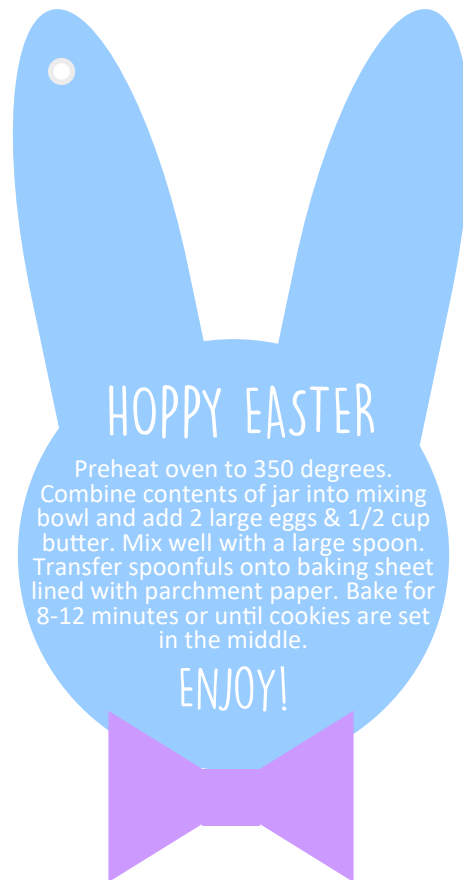 HOPPY EASTER
Preheat oven to 350 degrees.
Combine contents of jar into mixing
bowl and add 2 large eggs & 1/2 cup
butter. Mix well with a large spoon.
Transfer spoonfuls onto baking sheet
lined with parchment paper. Bake for
8-12 minutes or until cookies are set
in the middle.
ENJOY!